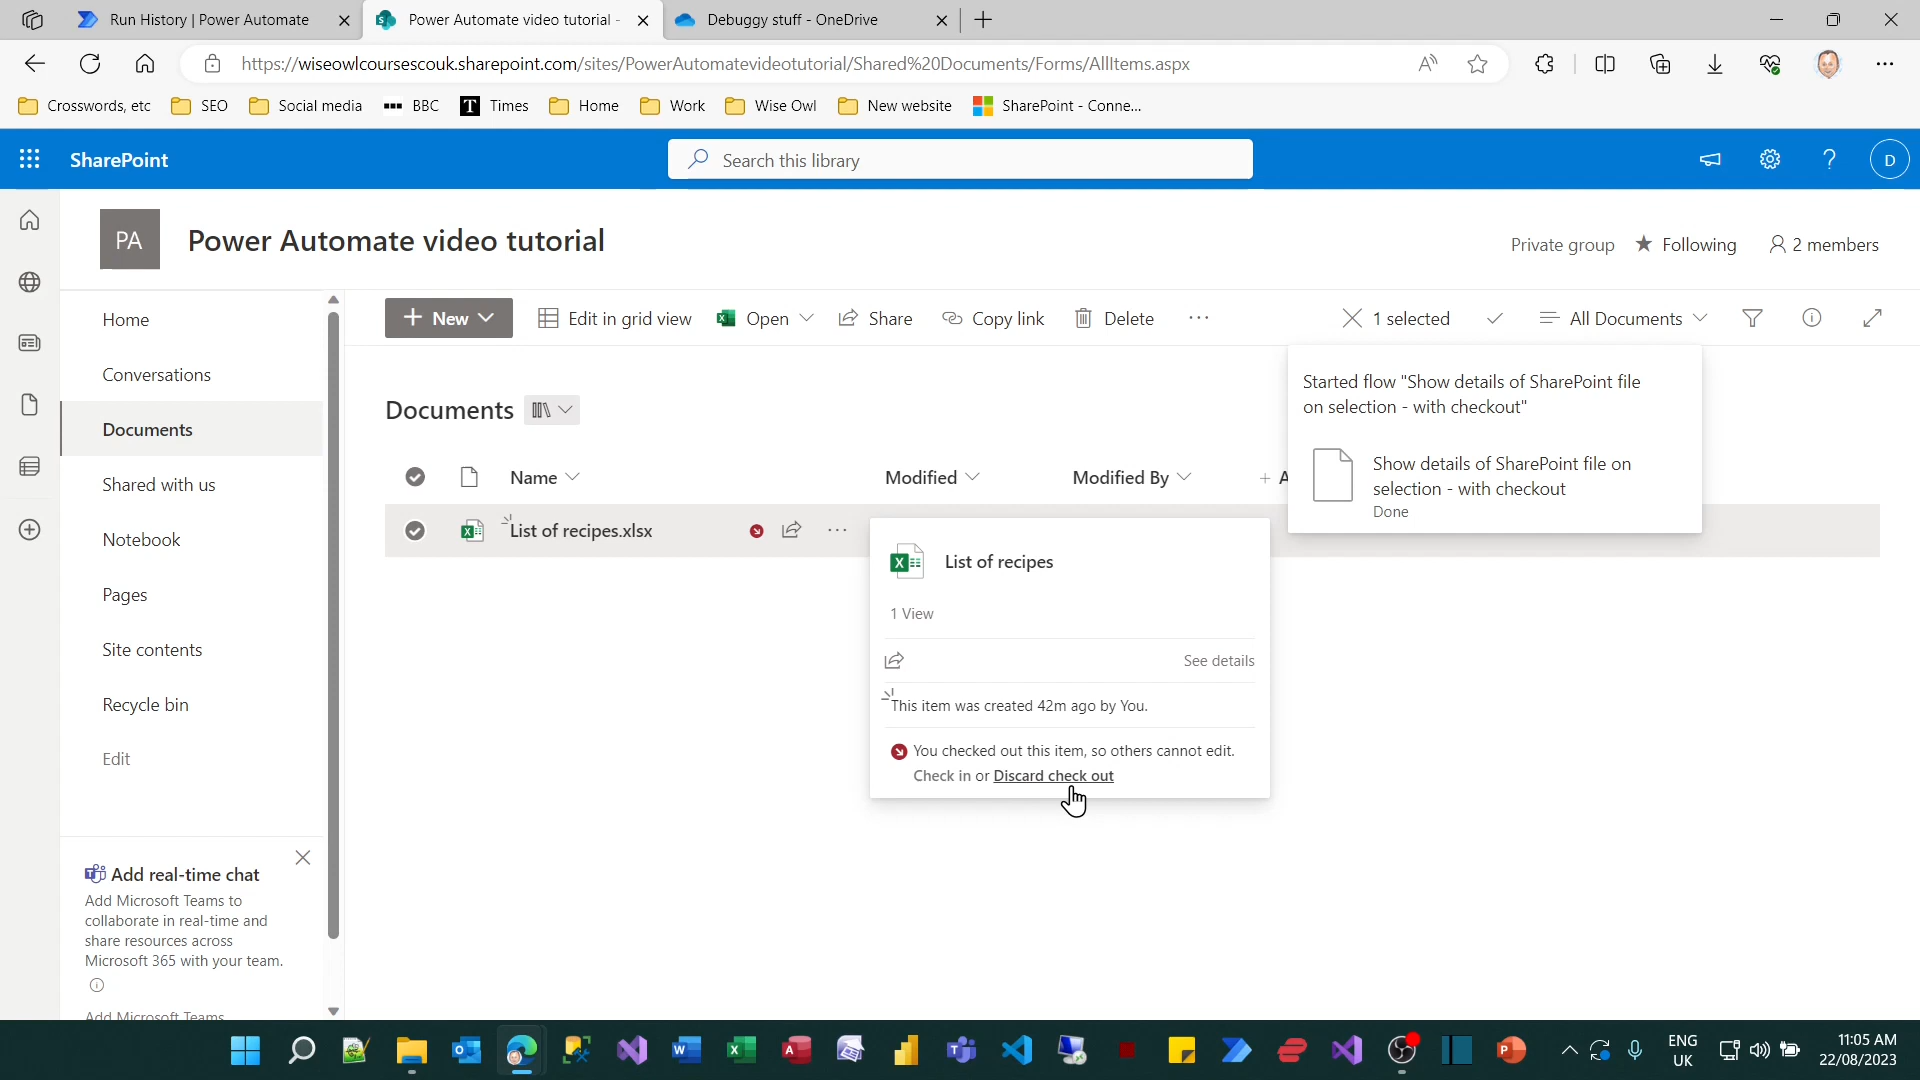 Run History | Power Automate
Power Automate video tutorial -
Debuggy stuff - OneDrive
https://wiseowlcoursescouk.sharepoint.com/sites/PowerAutomatevideotutorial/Shared%20Documents/Forms/AllItems.aspx
Crosswords, etc
SEO
Social media
BBC
T Times
Home
Work
Wise Owl
New website
SharePoint - Conne...
SharePoint
Search this library
D
PA
Power Automate video tutorial
Private group
Following
2 members
Home
Conversations
Documents
Shared with us
Notebook
Pages
Site contents
Recycle bin
Edit
New
Edit in grid view
Open
Share
Copy link
Delete
1 selected
All Documents
Started flow "Show details of SharePoint file
on selection - with checkout"
Show details of SharePoint file on
selection - with checkout
Done
Documents
Name
Modified
Modified By
+ A
List of recipes.xlsx
List of recipes
1 View
See details
This item was created 42m ago by You.
You checked out this item, so others cannot edit.
Check in or Discard check out
Add real-time chat
Add Microsoft Teams to
collaborate in real-time and
share resources across
Microsoft 365 with your team.
Add Microsoft Teams
ENG
UK
11:05 AM
22/08/2023